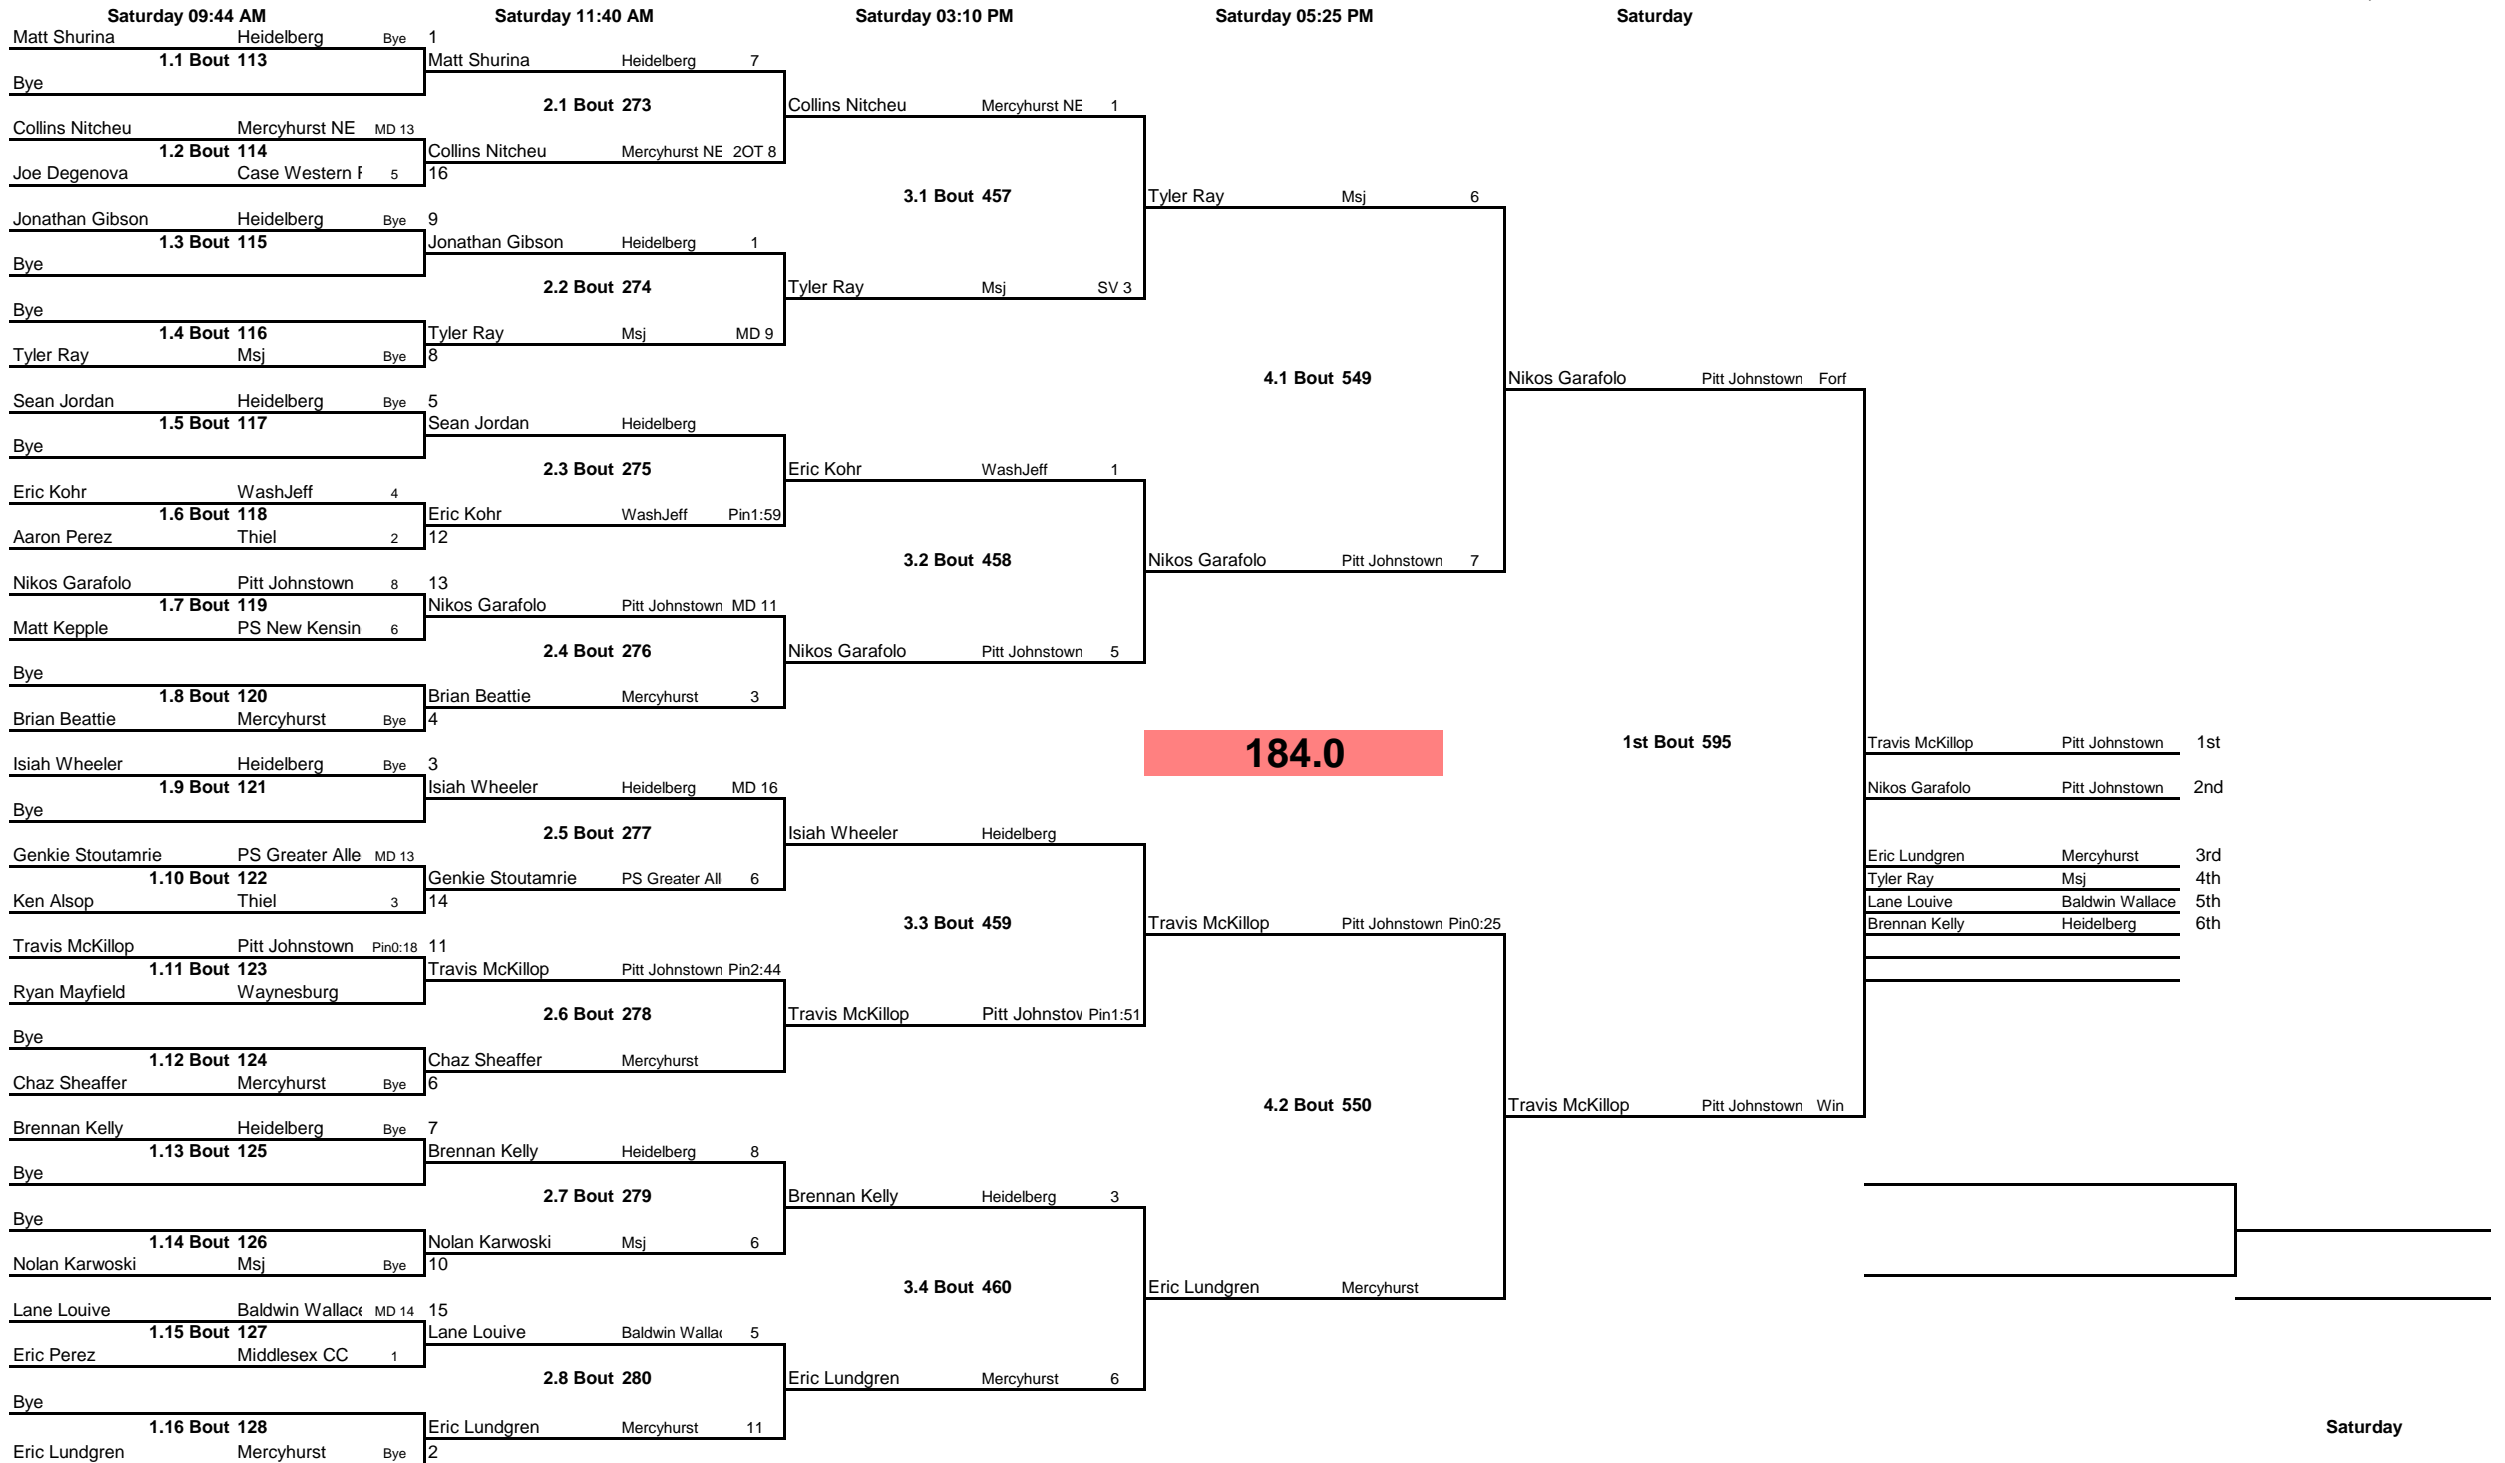 Saturday 09:44 AM Saturday 11:40 AM Saturday 03:10 PM Saturday 05:25 PM Saturday
Matt Shurina Heidelberg Bye 1
1.1 Bout 113 Matt Shurina Heidelberg 7
Bye
2.1 Bout 273 Collins Nitcheu Mercyhurst NE 1
Collins Nitcheu Mercyhurst NE MD 13
1.2 Bout 114 Collins Nitcheu Mercyhurst NE 2OT 8
Joe Degenova Case Western 5 16
3.1 Bout 457 Tyler Ray Msj 6
Jonathan Gibson Heidelberg Bye 9
1.3 Bout 115 Jonathan Gibson Heidelberg 1
Bye
2.2 Bout 274 Tyler Ray Msj SV 3
Bye
1.4 Bout 116 Tyler Ray Msj MD 9
Tyler Ray Msj Bye 8
4.1 Bout 549 Nikos Garafolo Pitt Johnstown Forf
Sean Jordan Heidelberg Bye 5
1.5 Bout 117 Sean Jordan Heidelberg
Bye
2.3 Bout 275 Eric Kohr WashJeff 1
Eric Kohr WashJeff 4
1.6 Bout 118 Eric Kohr WashJeff Pin1:59
Aaron Perez Thiel 2 12
3.2 Bout 458 Nikos Garafolo Pitt Johnstown 7
Nikos Garafolo Pitt Johnstown 8 13
1.7 Bout 119 Nikos Garafolo Pitt Johnstown MD 11
Matt Kepple PS New Kensin 6
2.4 Bout 276 Nikos Garafolo Pitt Johnstown 5
Bye
1.8 Bout 120 Brian Beattie Mercyhurst 3
Brian Beattie Mercyhurst Bye 4
184.0 1st Bout 595 Travis McKillop Pitt Johnstown 1st
Isiah Wheeler Heidelberg Bye 3
1.9 Bout 121 Isiah Wheeler Heidelberg MD 16 Nikos Garafolo Pitt Johnstown 2nd
Bye
2.5 Bout 277 Isiah Wheeler Heidelberg
Genkie Stoutamrie PS Greater Alle MD 13 Eric Lundgren Mercyhurst 3rd
1.10 Bout 122 Genkie Stoutamrie PS Greater All 6 Tyler Ray Msj 4th
Ken Alsop Thiel 3 14 Lane Louive Baldwin Wallace 5th
3.3 Bout 459 Travis McKillop Pitt Johnstown Pin0:25 Brennan Kelly Heidelberg 6th
Travis McKillop Pitt Johnstown Pin0:18 11
1.11 Bout 123 Travis McKillop Pitt Johnstown Pin2:44
Ryan Mayfield Waynesburg
2.6 Bout 278 Travis McKillop Pitt Johnstow Pin1:51
Bye
1.12 Bout 124 Chaz Sheaffer Mercyhurst
Chaz Sheaffer Mercyhurst Bye 6
4.2 Bout 550 Travis McKillop Pitt Johnstown Win
Brennan Kelly Heidelberg Bye 7
1.13 Bout 125 Brennan Kelly Heidelberg 8
Bye
2.7 Bout 279 Brennan Kelly Heidelberg 3
Bye
1.14 Bout 126 Nolan Karwoski Msj 6
Nolan Karwoski Msj Bye 10
3.4 Bout 460 Eric Lundgren Mercyhurst
Lane Louive Baldwin Wallace MD 14 15
1.15 Bout 127 Lane Louive Baldwin Wallac 5
Eric Perez Middlesex CC 1
2.8 Bout 280 Eric Lundgren Mercyhurst 6
Bye
1.16 Bout 128 Eric Lundgren Mercyhurst 11 Saturday
Eric Lundgren Mercyhurst Bye 2